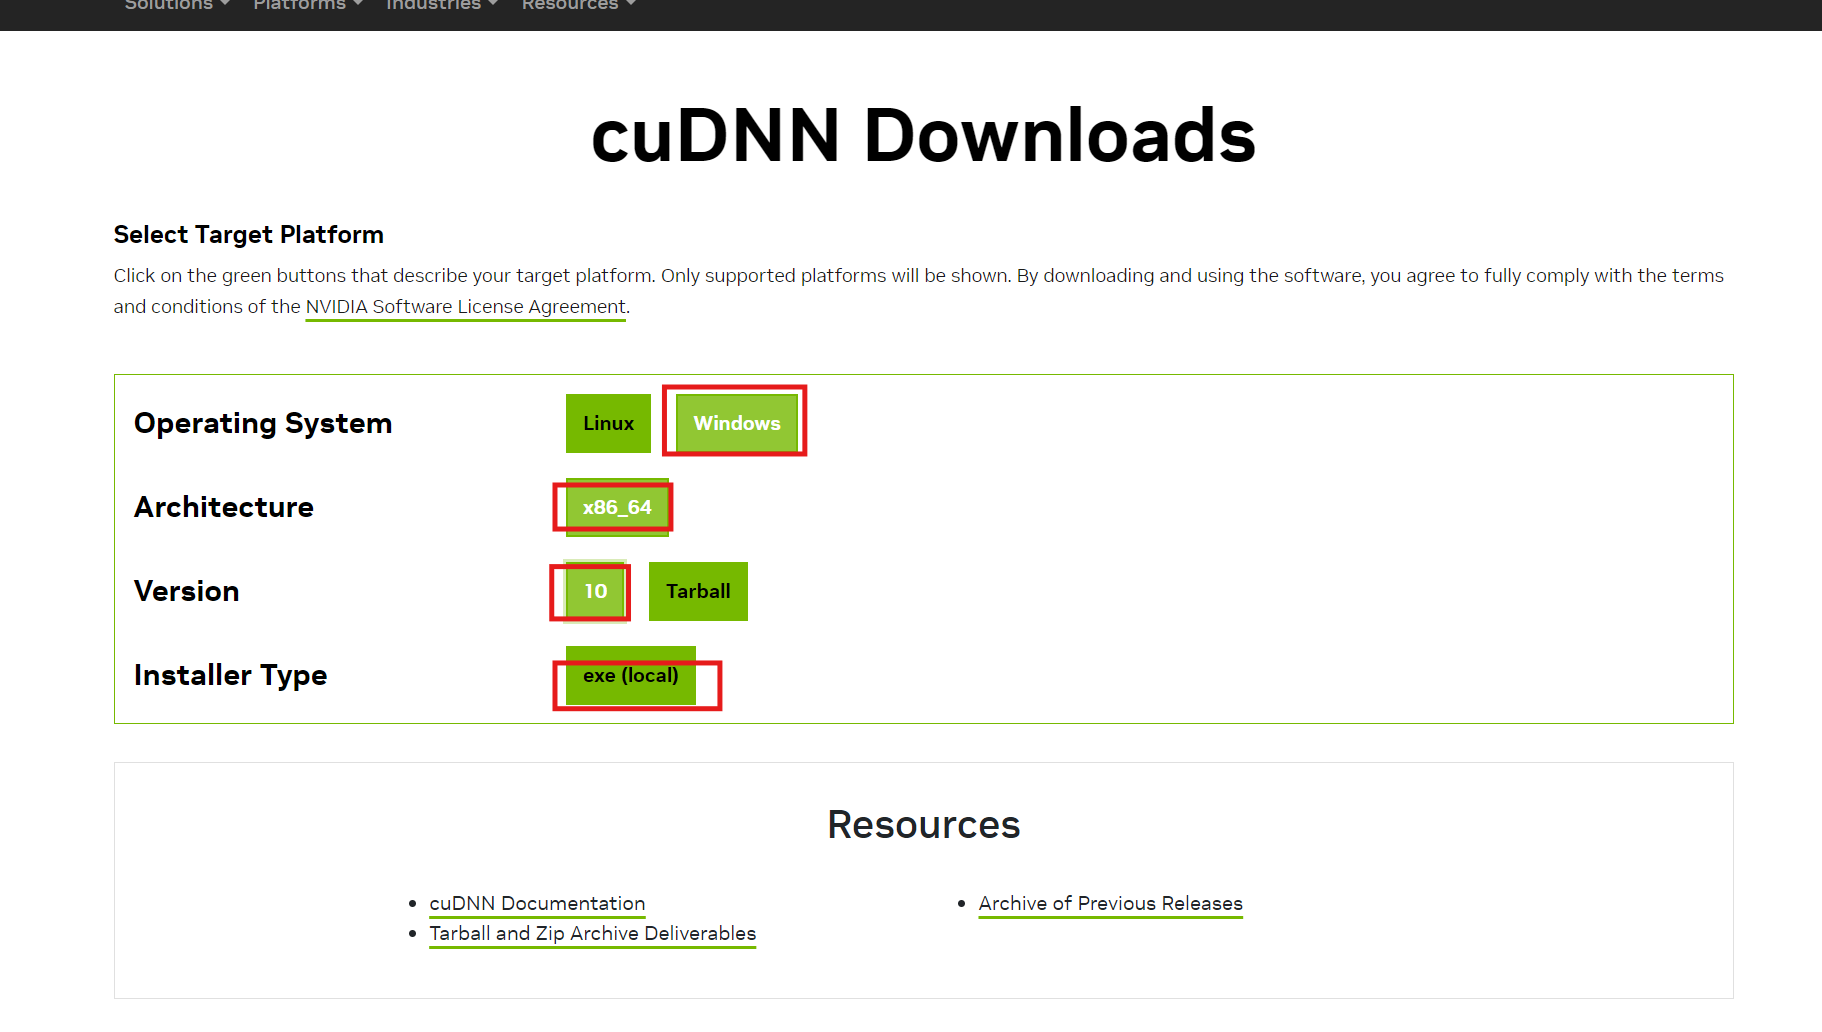 Solutions Platforms Industries Resources
cuDNN Downloads
Select Target Platform
Click on the green buttons that describe your target platform. Only supported platforms will be shown. By downloading and using the software, you agree to fully comply with the terms
and conditions of the NVIDIA Software License Agreement.
Operating System Linux Windows
Architecture x86_64
Version 10 Tarball
Installer Type exe (local)
Resources
cuDNN Documentation
Tarball and Zip Archive Deliverables
Archive of Previous Releases